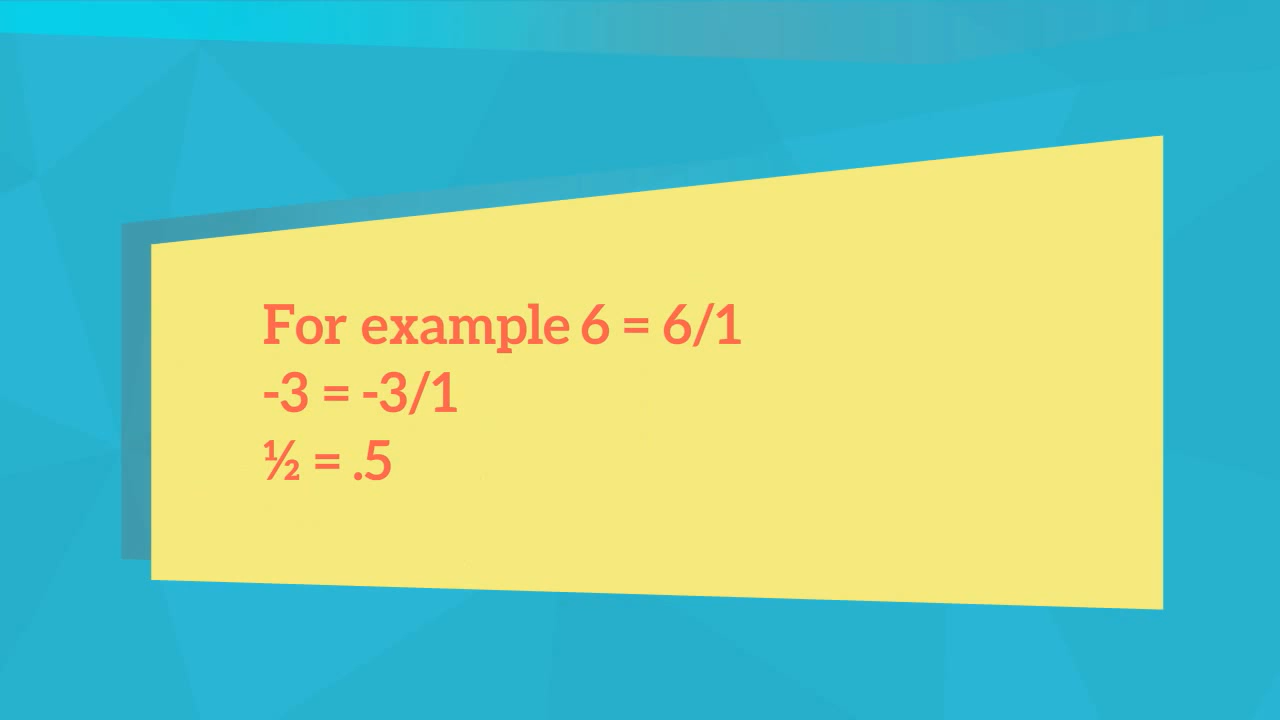 For example 6 = 6/1
-3 = -3/1
½ = .5